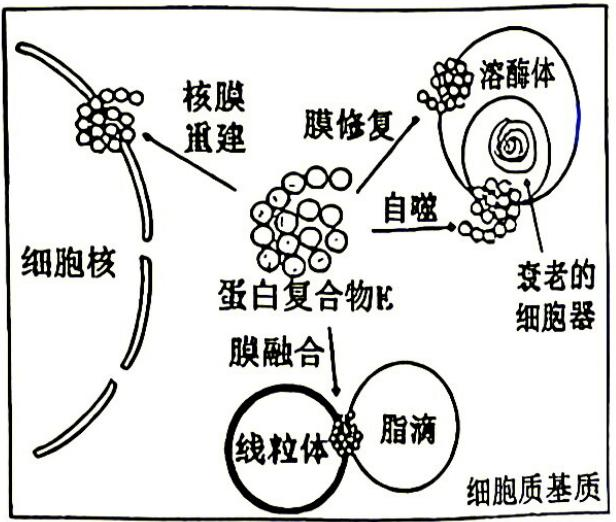 核膜
重建
膜修复
溶酶体
自噬
细胞核
蛋白复合物E
衰老的
细胞器
膜融合
线粒体
脂滴
细胞质基质